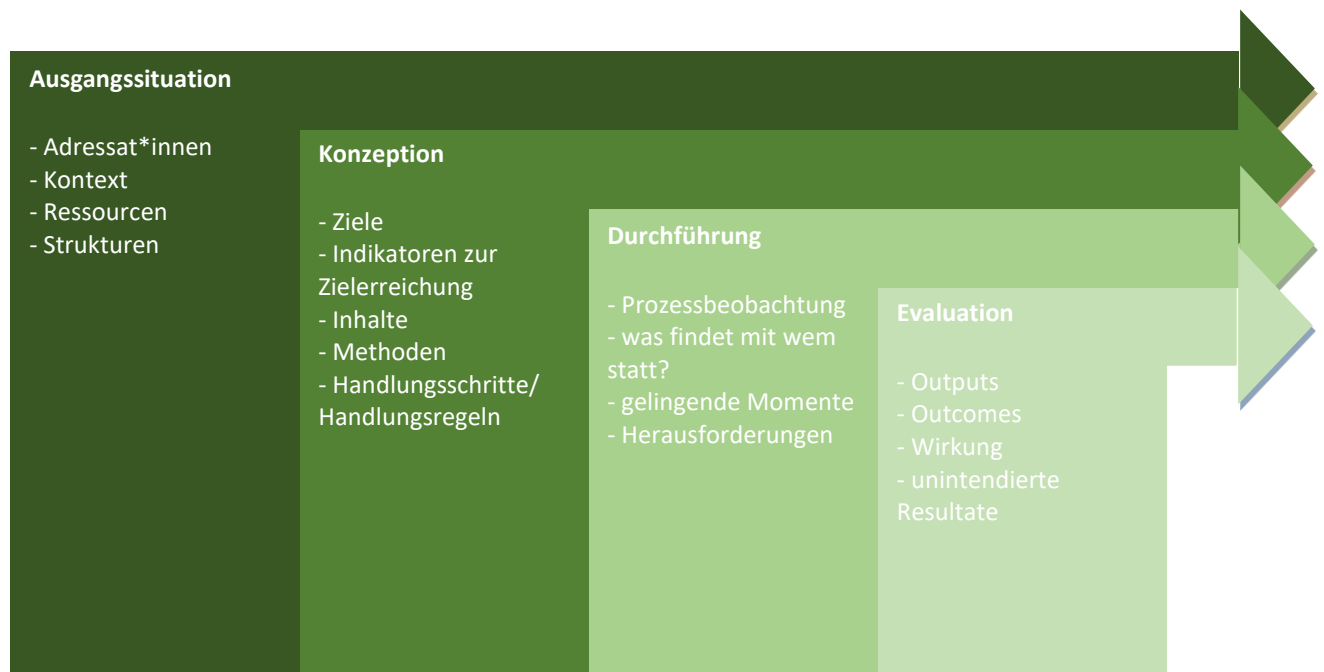 Ausgangssituation
- Adressat*innen
- Kontext
- Ressourcen
- Strukturen
Konzeption
- Ziele
- Indikatoren zur
Zielerreichung
- Inhalte
- Methoden
- Handlungsschritte/
Handlungsregeln
Durchführung
- Prozessbeobachtung
- was findet mit wem
statt?
- gelingende Momente
- Herausforderungen
Evaluation
- Outputs
- Outcomes
- Wirkung
- unintendierte
Resultate